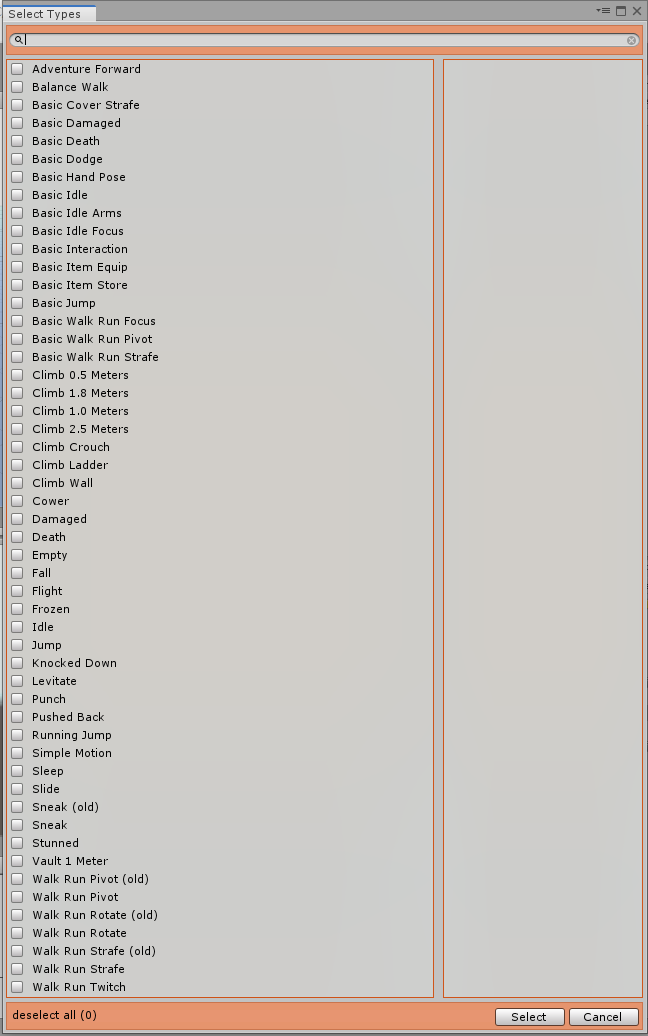 Select Types
Adventure Forward
Balance Walk
Basic Cover Strafe
Basic Damaged
Basic Death
Basic Dodge
Basic Hand Pose
Basic Idle
Basic Idle Arms
Basic Idle Focus
Basic Interaction
Basic Item Equip
Basic Item Store
Basic Jump
Basic Walk Run Focus
Basic Walk Run Pivot
Basic Walk Run Strafe
Climb 0.5 Meters
Climb 1.8 Meters
Climb 1.0 Meters
Climb 2.5 Meters
Climb Crouch
Climb Ladder
Climb Wall
Cower
Damaged
Death
Empty
Fall
Flight
Frozen
Idle
Jump
Knocked Down
Levitate
Punch
Pushed Back
Running Jump
Simple Motion
Sleep
Slide
Sneak (old)
Sneak
Stunned
Vault 1 Meter
Walk Run Pivot (old)
Walk Run Pivot
Walk Run Rotate (old)
Walk Run Rotate
Walk Run Strafe (old)
Walk Run Strafe
Walk Run Twitch
deselect all (0)
Select
Cancel